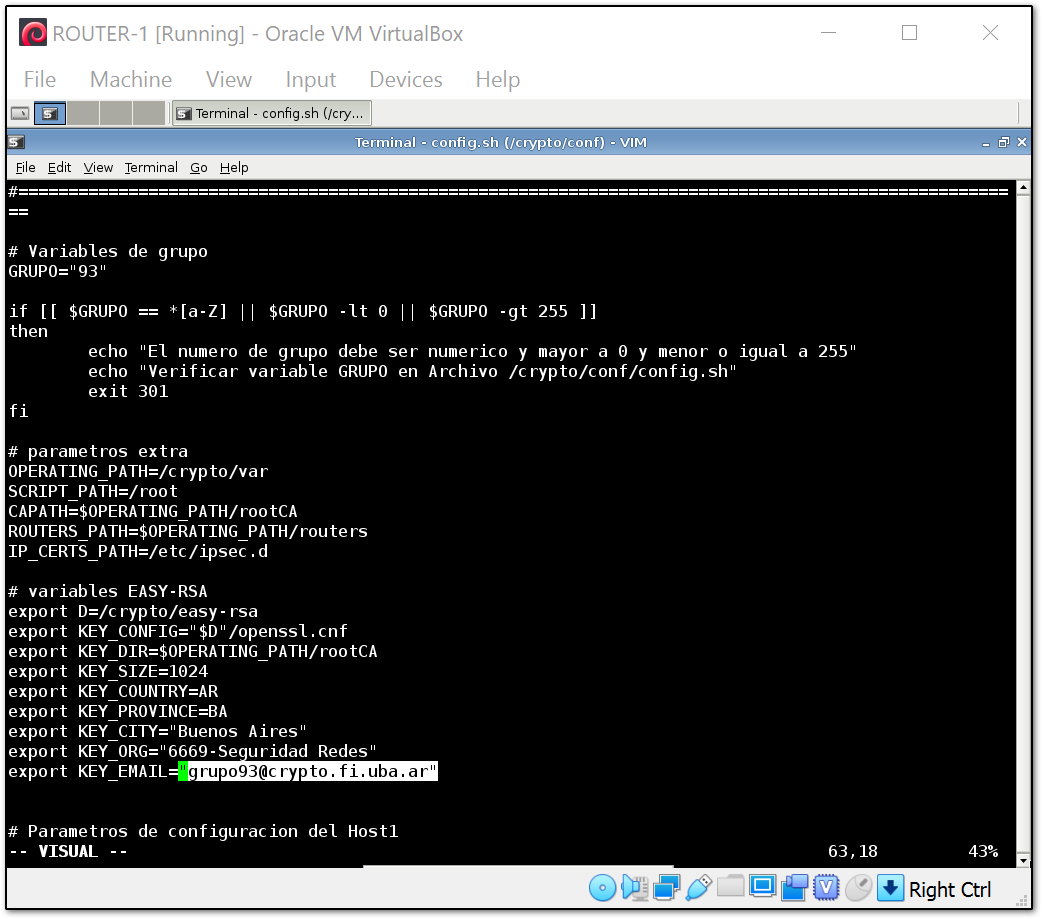 ROUTER-1 [Running] - Oracle VM VirtualBox
File Machine View Input Devices Help
Terminal - config.sh (/cry...
Terminal - config.sh (/crypto/conf) - VIM
File Edit View Terminal Go Help
#===================================================================================================
==
# Variables de grupo
GRUPO="93"
if [[ $GRUPO == *[a-Z] || $GRUPO -lt 0 || $GRUPO -gt 255 ]]
then
echo "El numero de grupo debe ser numerico y mayor a 0 y menor o igual a 255"
echo "Verificar variable GRUPO en Archivo /crypto/conf/config.sh"
exit 301
fi
# parametros extra
OPERATING_PATH=/crypto/var
SCRIPT_PATH=/root
CAPATH=$OPERATING_PATH/rootCA
ROUTERS_PATH=$OPERATING_PATH/routers
IP_CERTS_PATH=/etc/ipsec.d
# variables EASY-RSA
export D=/crypto/easy-rsa
export KEY_CONFIG="$D"/openssl.cnf
export KEY_DIR=$OPERATING_PATH/rootCA
export KEY_SIZE=1024
export KEY_COUNTRY=AR
export KEY_PROVINCE=BA
export KEY_CITY="Buenos Aires"
export KEY_ORG="6669-Seguridad Redes"
export KEY_EMAIL="grupo93@crypto.fi.uba.ar"
# Parametros de configuracion del Host1
-- VISUAL -- 63,18 43%
Right Ctrl